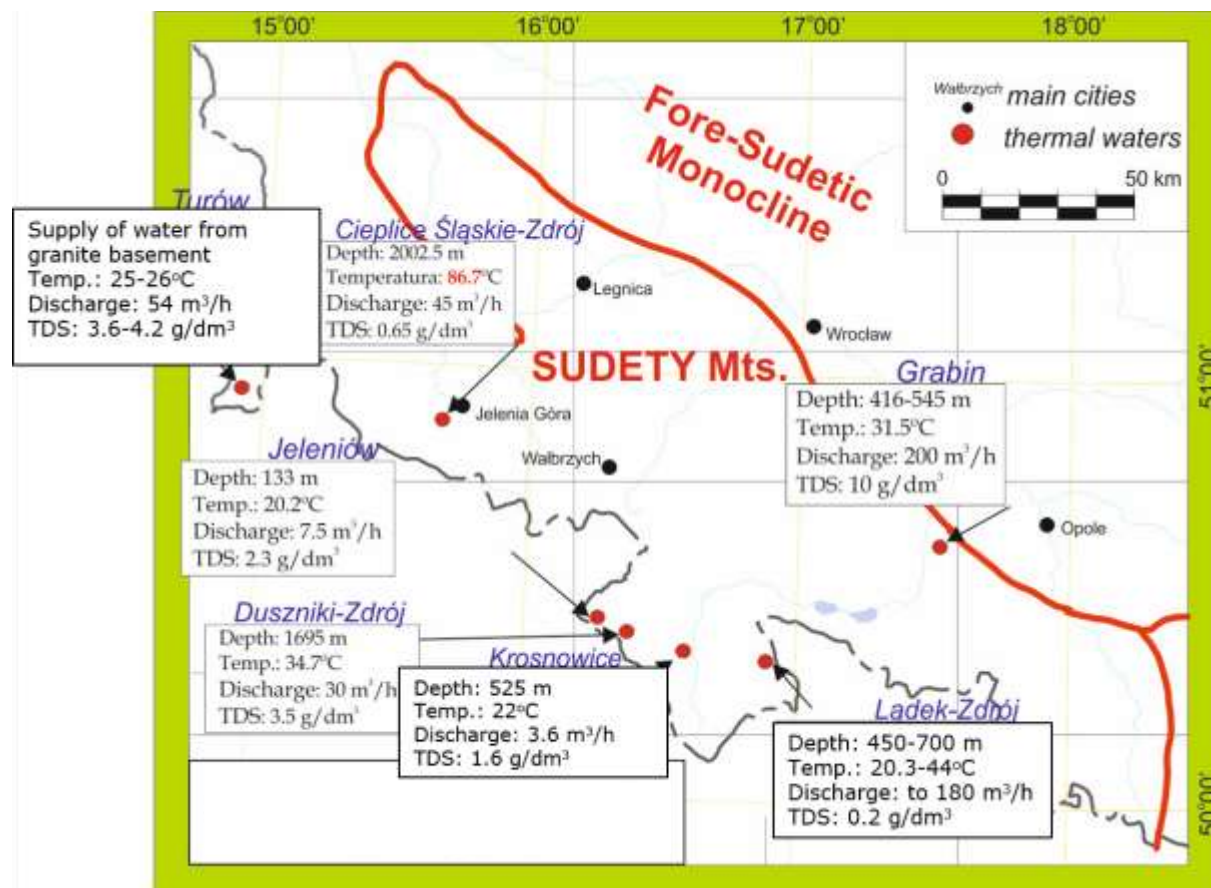 15°00'
16°00'
17°00'
18°00'
Wałbrzych
main cities
thermal waters
0
50 km
Fore-Sudetic
Monocline
Turów
Supply of water from
granite basement
Temp.: 25-26°C
Discharge: 54 m³/h
TDS: 3.6-4.2 g/dm³
Cieplice Śląskie-Zdrój
Depth: 2002.5 m
Temperatura: 86.7°C
Discharge: 45 m³/h
TDS: 0.65 g/dm³
Legnica
Wrocław
SUDETY Mts.
51°00'
Jelenia Góra
Wałbrzych
Grabin
Depth: 416-545 m
Temp.: 31.5°C
Discharge: 200 m³/h
TDS: 10 g/dm³
Opole
Jeleniów
Depth: 133 m
Temp.: 20.2°C
Discharge: 7.5 m³/h
TDS: 2.3 g/dm³
Duszniki-Zdrój
Depth: 1695 m
Temp.: 34.7°C
Discharge: 30 m³/h
TDS: 3.5 g/dm³
Krosnowice
Depth: 525 m
Temp.: 22°C
Discharge: 3.6 m³/h
TDS: 1.6 g/dm³
Ladek-Zdrój
Depth: 450-700 m
Temp.: 20.3-44°C
Discharge: to 180 m³/h
TDS: 0.2 g/dm³
50°00'